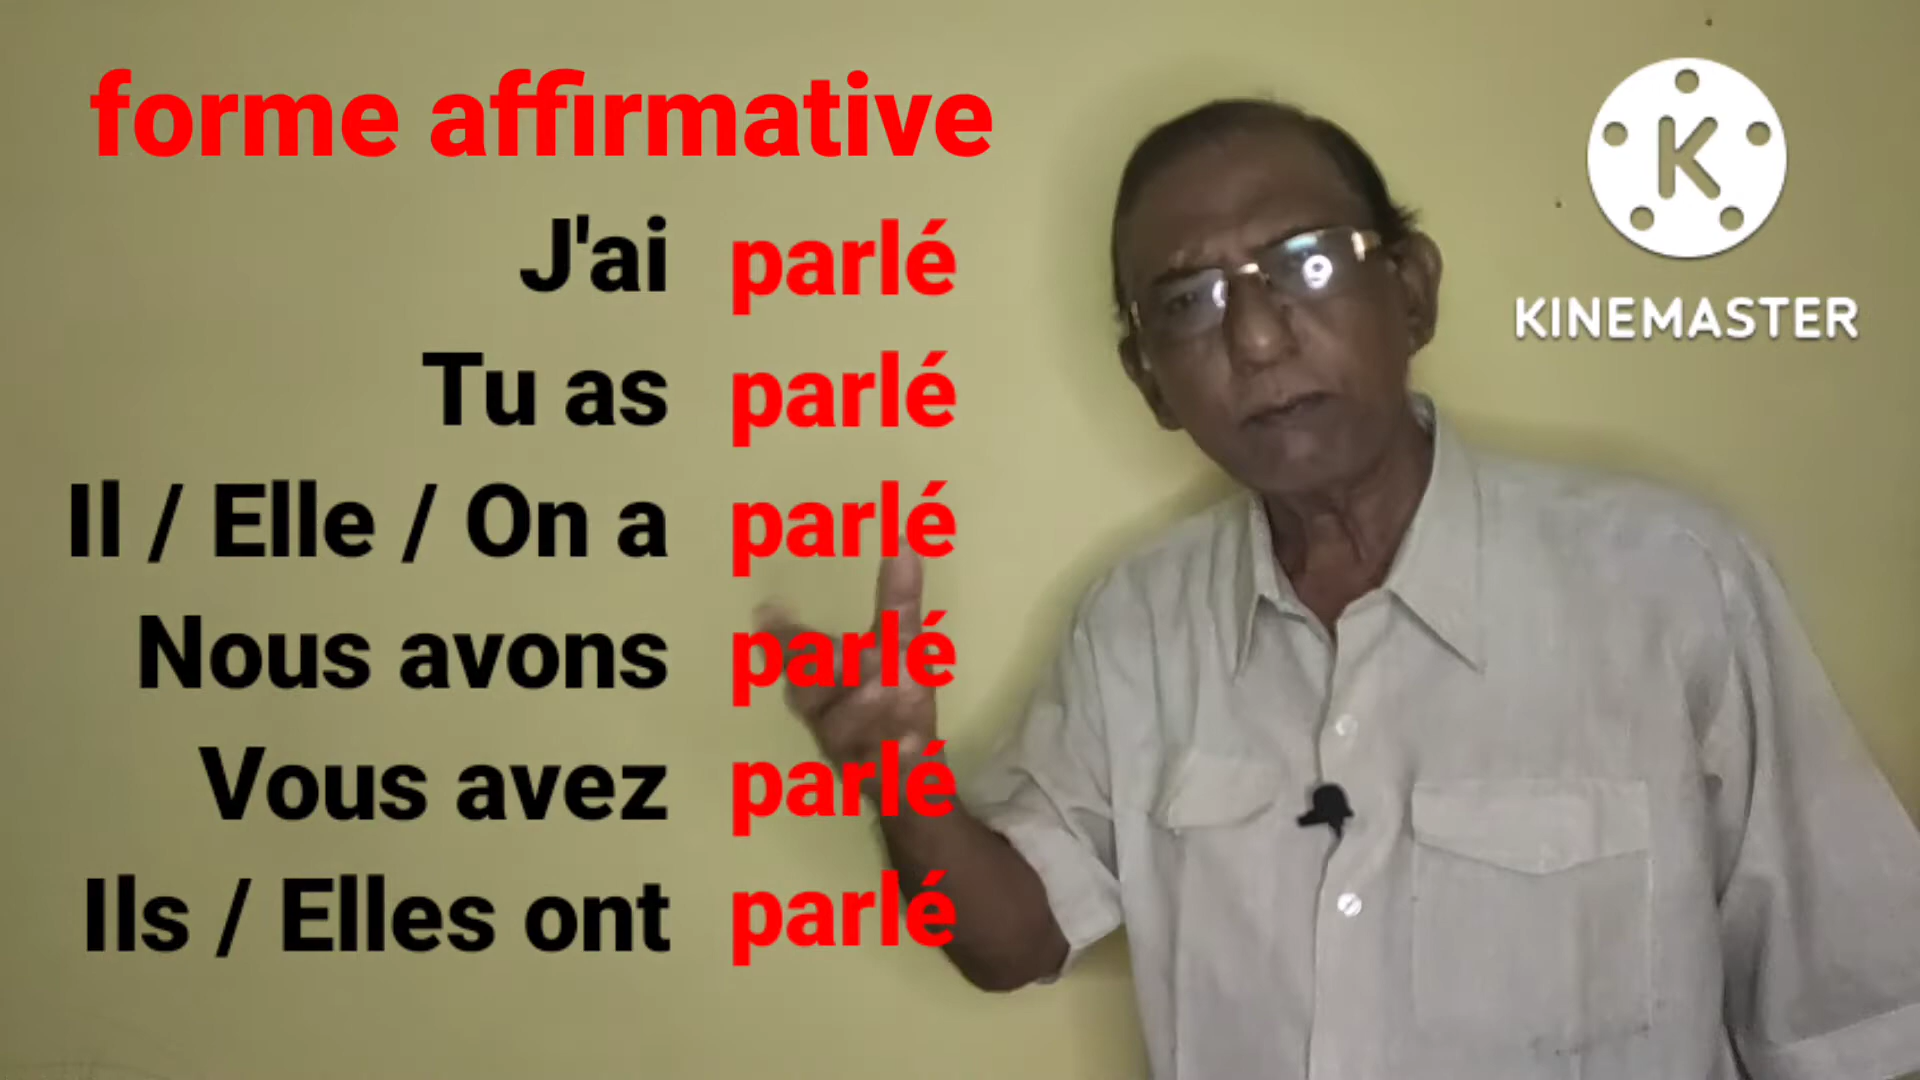 forme affirmative
J'ai parlé
Tu as parlé
Il / Elle / On a parlé
Nous avons parlé
Vous avez parlé
Ils / Elles ont parlé
K
KINEMASTER